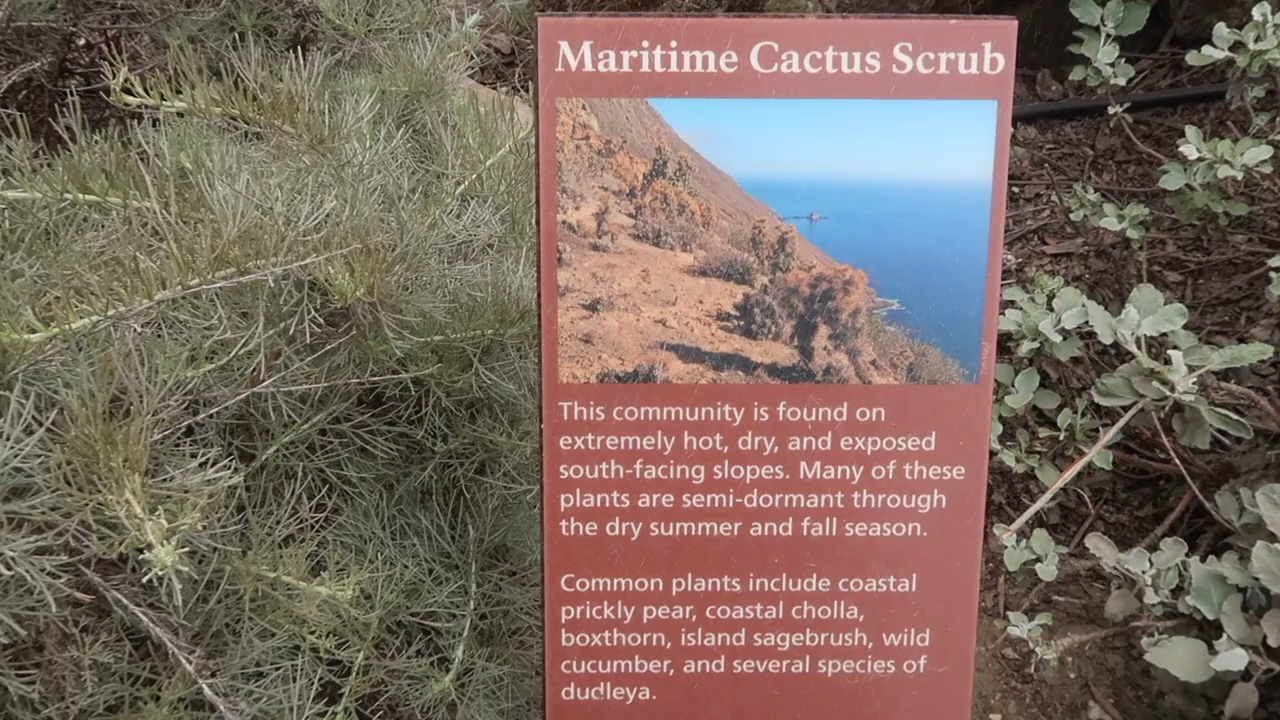 Maritime Cactus Scrub
This community is found on
extremely hot, dry, and exposed
south-facing slopes. Many of these
plants are semi-dormant through
the dry summer and fall season.
Common plants include coastal
prickly pear, coastal cholla,
boxthorn, island sagebrush, wild
cucumber, and several species of
dudleya.